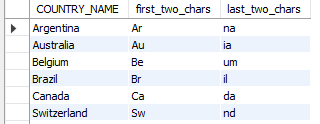 COUNTRY_NAME first_two_chars last_two_chars
Argentina Ar na
Australia Au ia
Belgium Be um
Brazil Br il
Canada Ca da
Switzerland Sw nd